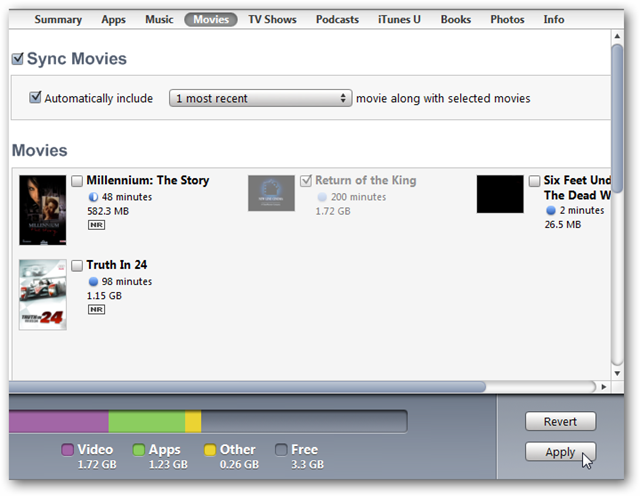 Summary Apps Music Movies TV Shows Podcasts iTunes U Books Photos Info
Sync Movies
Automatically include 1 most recent movie along with selected movies
Movies
Millennium: The Story
48 minutes
582.3 MB
NR
MILLENNIUM
Return of the King
200 minutes
1.72 GB
Six Feet Und
The Dead W
2 minutes
26.5 MB
Truth In 24
98 minutes
1.15 GB
NR
TRUTH IN
24
Video Apps Other Free
1.72 GB 1.23 GB 0.26 GB 3.3 GB
Revert
Apply